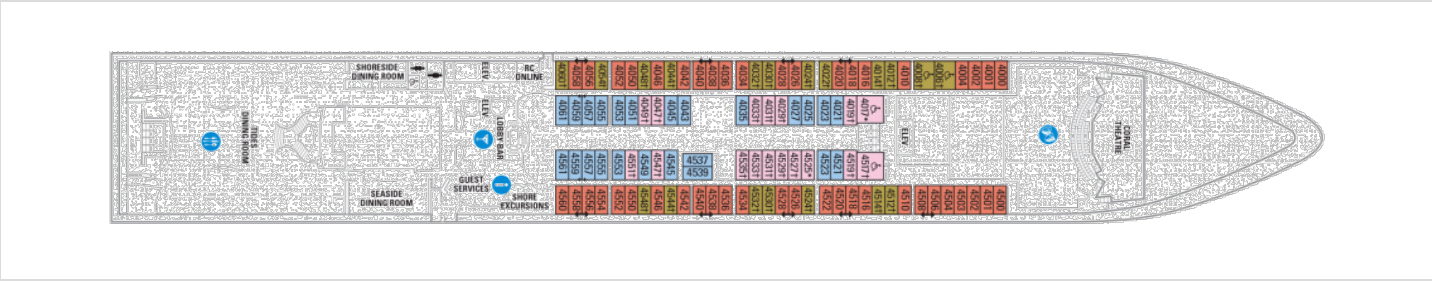 SHORESIDE
DINING ROOM
ELEV
RC
ONLINE
4060† 4058 4056 4054† 4052 4050 4048† 4046 4044† 4042 4040 4038 4036 4034 4032† 4030† 4028 4026 4024† 4022† 4020 4018 4016 4014† 4012† 4010 4008† 4006† 4004 4002 4001 4000
ELEV
4061 4059 4057 4055 4053 4051 4049† 4047† 4045 4043 4035 4033† 4031† 4029† 4027 4025 4023 4021 4019†
TIDES
DINING ROOM
LOBBY BAR
ELEV
CORAL
THEATRE
4561 4559 4557 4555 4553 4551† 4549 4547† 4545 4537
4539
4535† 4533† 4531† 4529† 4527† 4525* 4523 4521 4519† 4517†
GUEST
SERVICES
SEASIDE
DINING ROOM
SHORE
EXCURSIONS
4560 4558 4556 4554 4552 4550 4548† 4546 4544† 4542 4540 4538 4536 4534 4532† 4530† 4528 4526 4524† 4522 4520 4518 4516 4514† 4512† 4510 4508 4506 4504 4503 4502 4501 4500